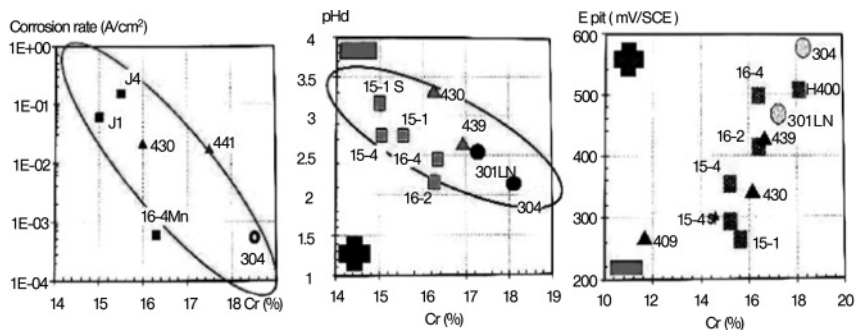 Corrosion rate (A/cm²)
1E+00
1E-01
1E-02
1E-03
1E-04
J4
J1
430
441
16-4Mn
304
14
15
16
17
18
Cr (%)
pHd
4
3.5
3
2.5
2
1.5
1
15-1 S
430
15-1
439
15-4
16-4
301LN
16-2
304
14
15
16
17
18
19
Cr (%)
E pit ( mV/SCE)
600
500
400
300
200
304
16-4
H400
301LN
16-2
439
15-4
430
15-4S
409
15-1
10
12
14
16
18
20
Cr (%)